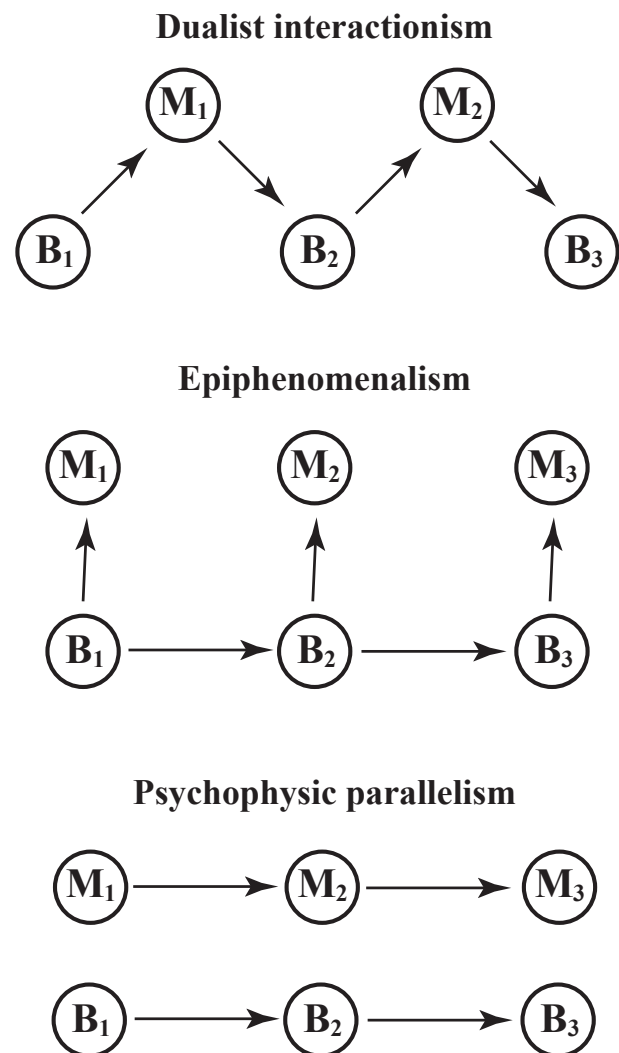 Dualist interactionism
M₁ M₂
B₁ B₂ B₃
Epiphenomenalism
M₁ M₂ M₃
B₁ B₂ B₃
Psychophysic parallelism
M₁ M₂ M₃
B₁ B₂ B₃